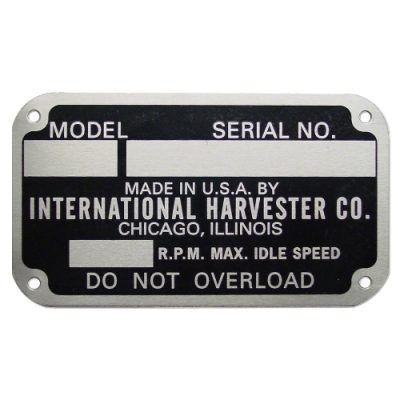 MODEL SERIAL NO.
MADE IN U.S.A. BY
INTERNATIONAL HARVESTER CO.
CHICAGO, ILLINOIS
R.P.M. MAX. IDLE SPEED
DO NOT OVERLOAD